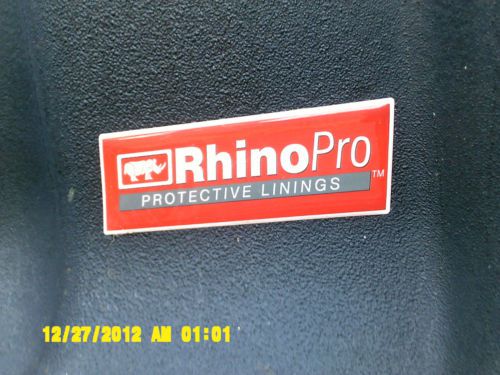 RhinoPro
PROTECTIVE LININGS ™
12/27/2012 AM 01:01